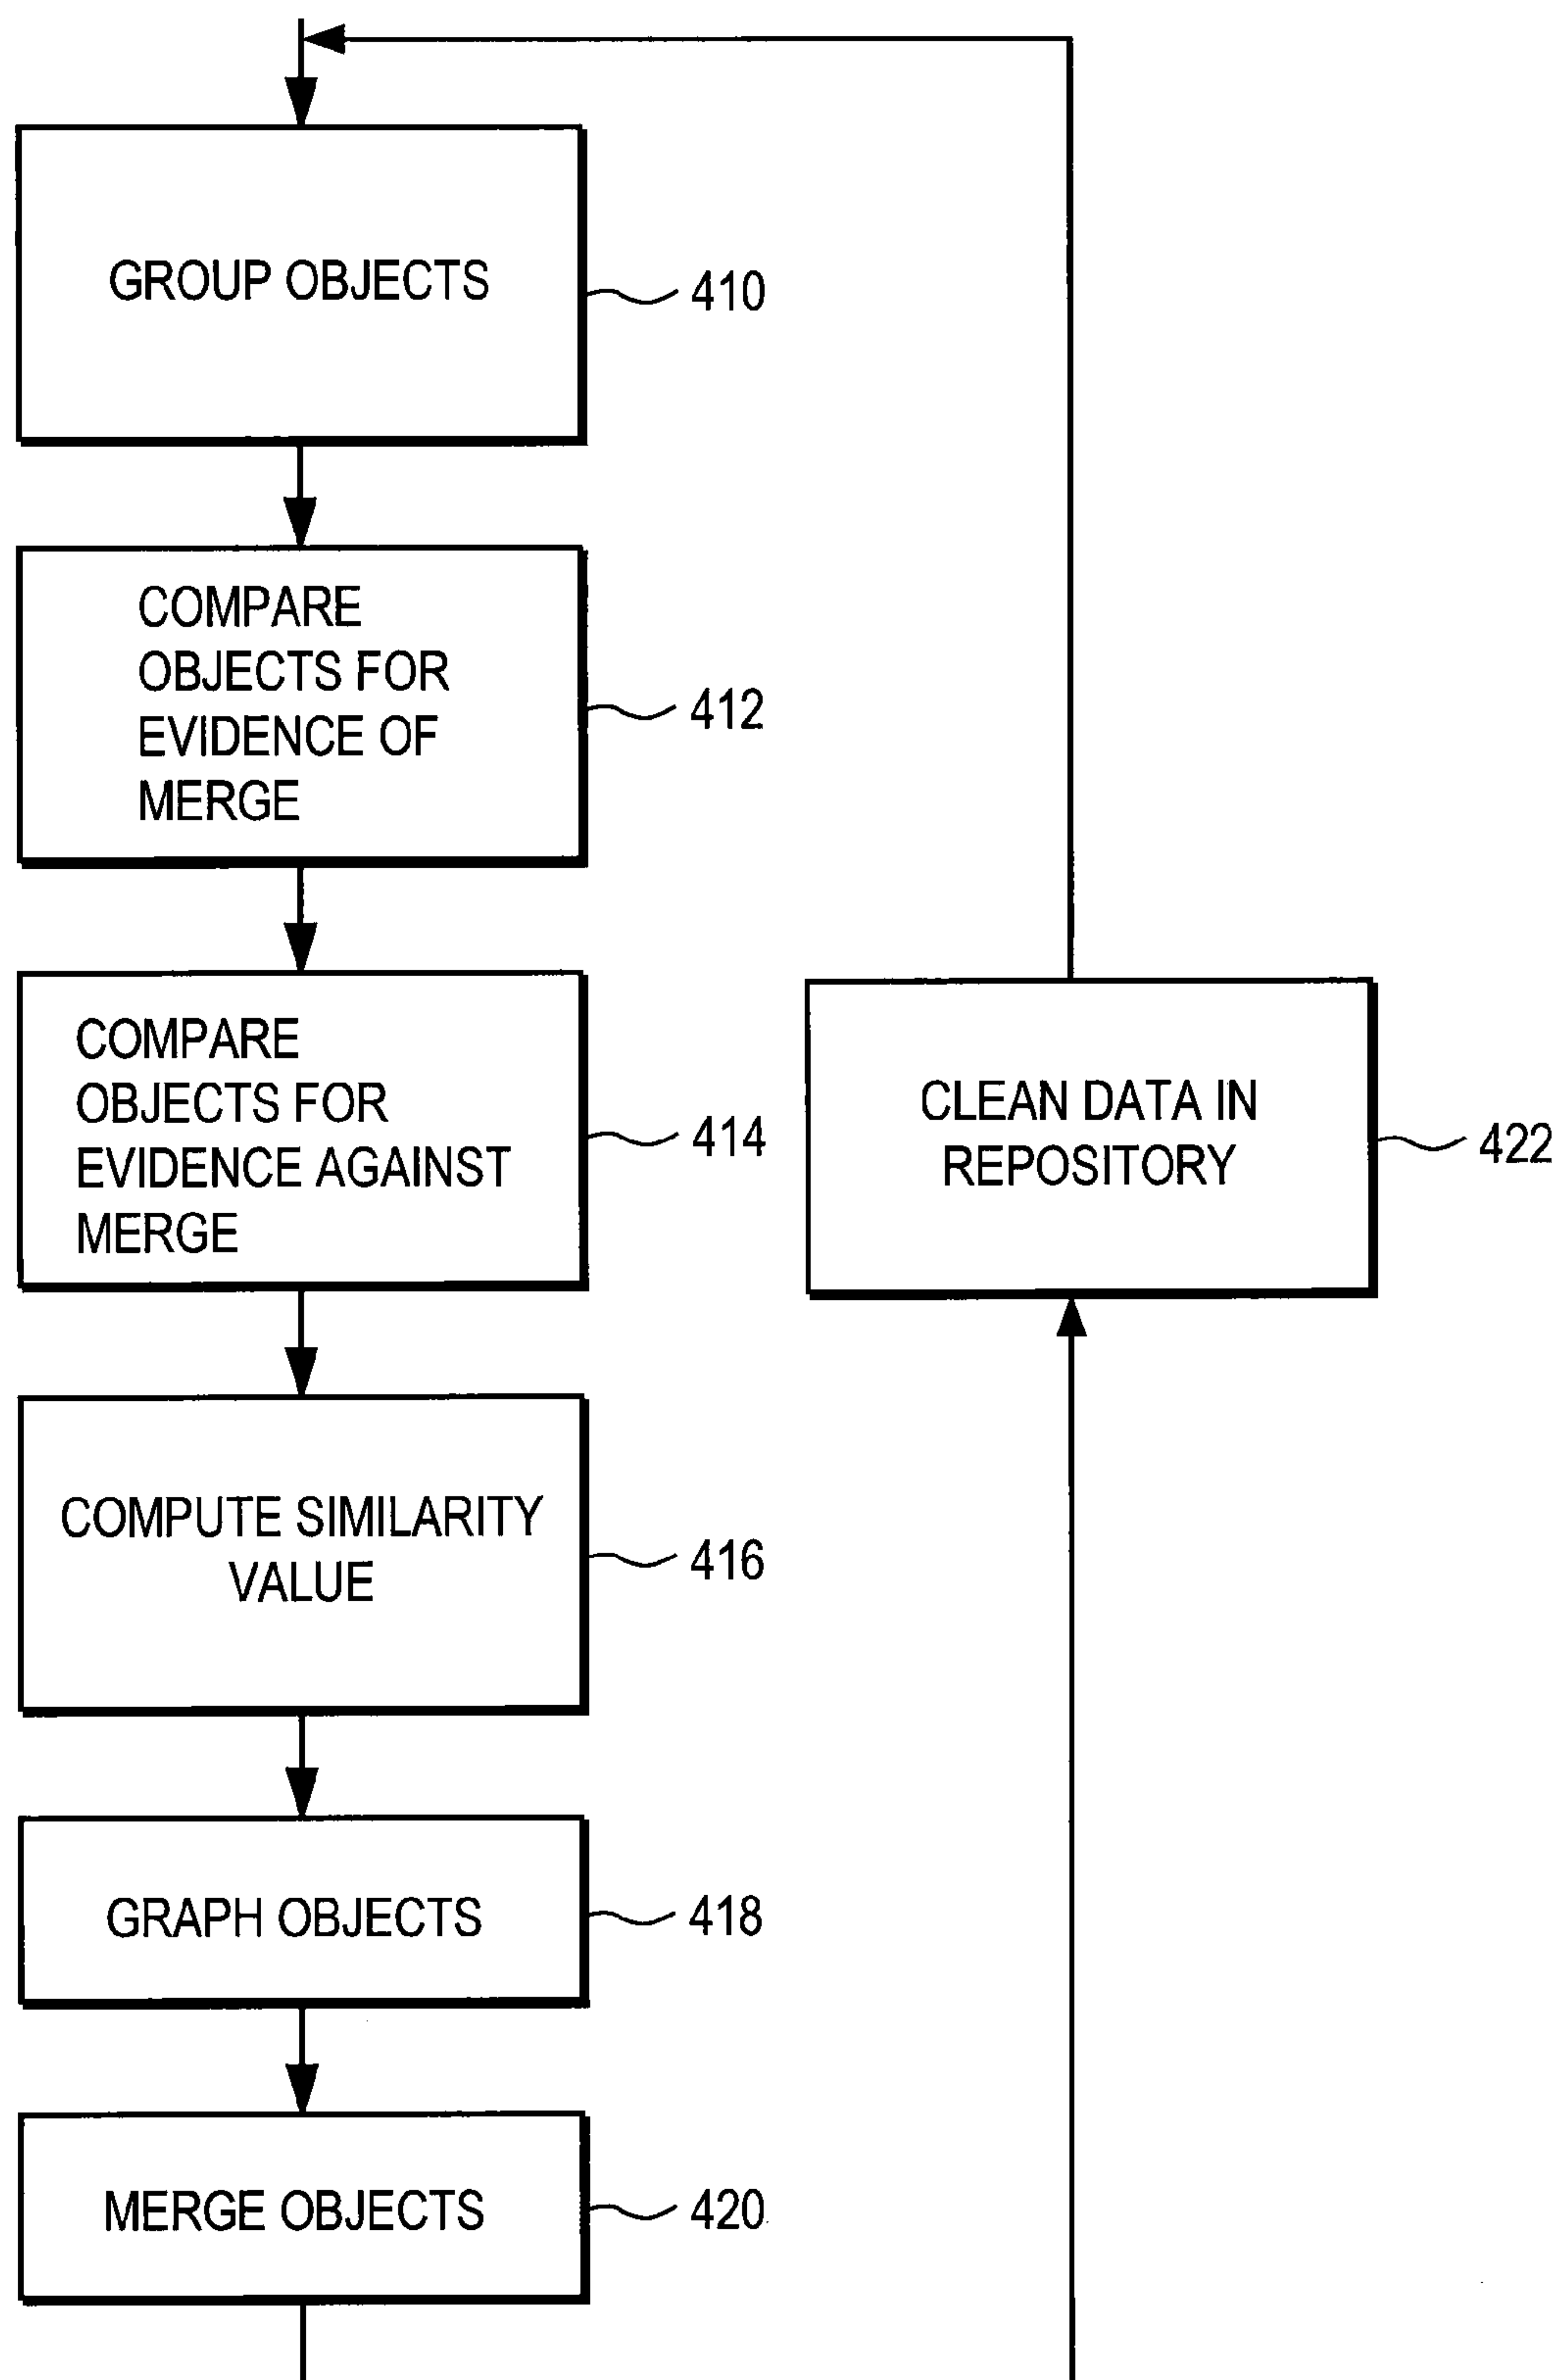 GROUP OBJECTS
410
COMPARE
OBJECTS FOR
EVIDENCE OF
MERGE
412
COMPARE
OBJECTS FOR
EVIDENCE AGAINST
MERGE
414
CLEAN DATA IN
REPOSITORY
422
COMPUTE SIMILARITY
VALUE
416
GRAPH OBJECTS
418
MERGE OBJECTS
420